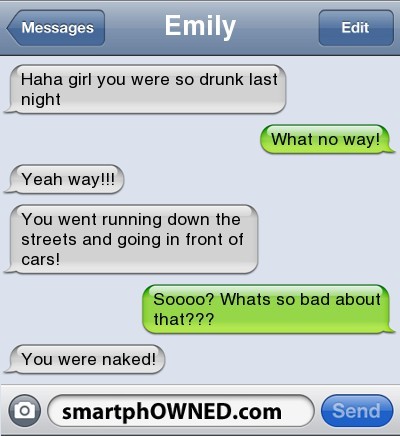 Messages Emily Edit
Haha girl you were so drunk last
night
What no way!
Yeah way!!!
You went running down the
streets and going in front of
cars!
Soooo? Whats so bad about
that???
You were naked!
smartphOWNED.com Send